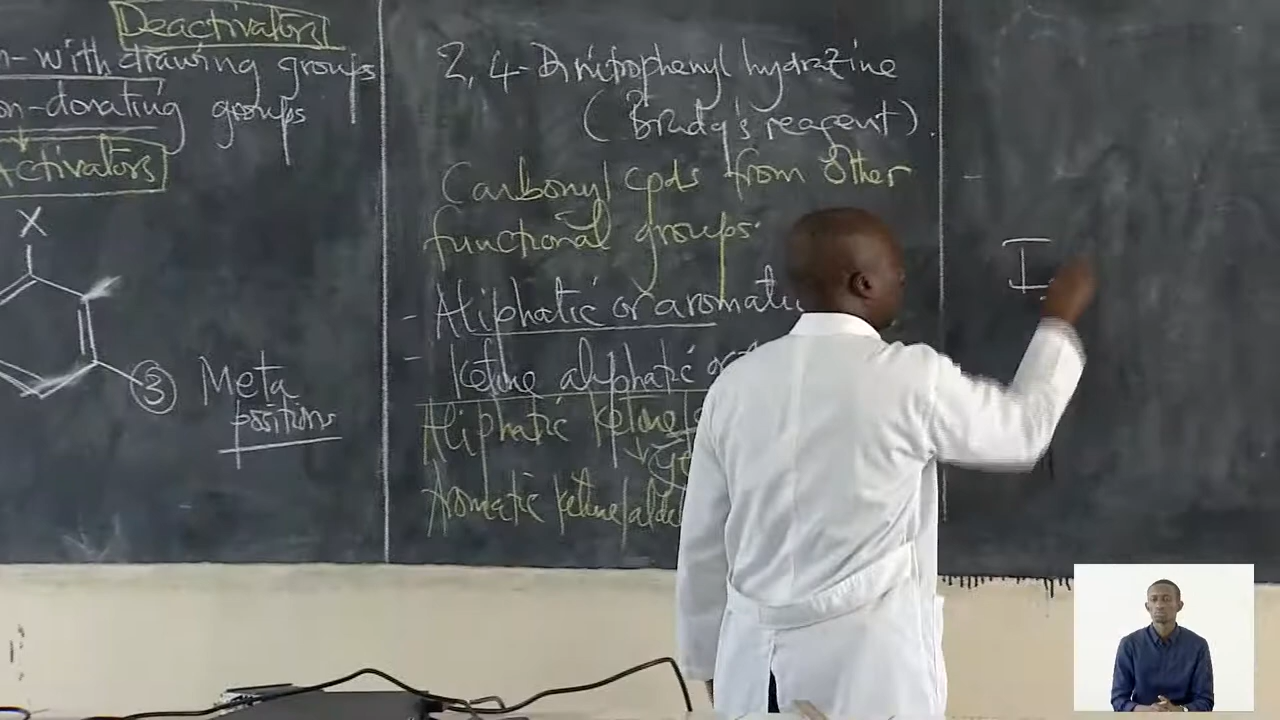 Deactivators
n-withdrawing groups
on-donating groups
Activators
X
3
Meta
positions
2,4-Dinitrophenyl hydrazine
(Brady's reagent).
Carbonyl cpds from other
functional groups.
- Aliphatic or aromatic
- Ketone aliphatic or
Aliphatic Ketone/
Aromatic ketone/alde
I